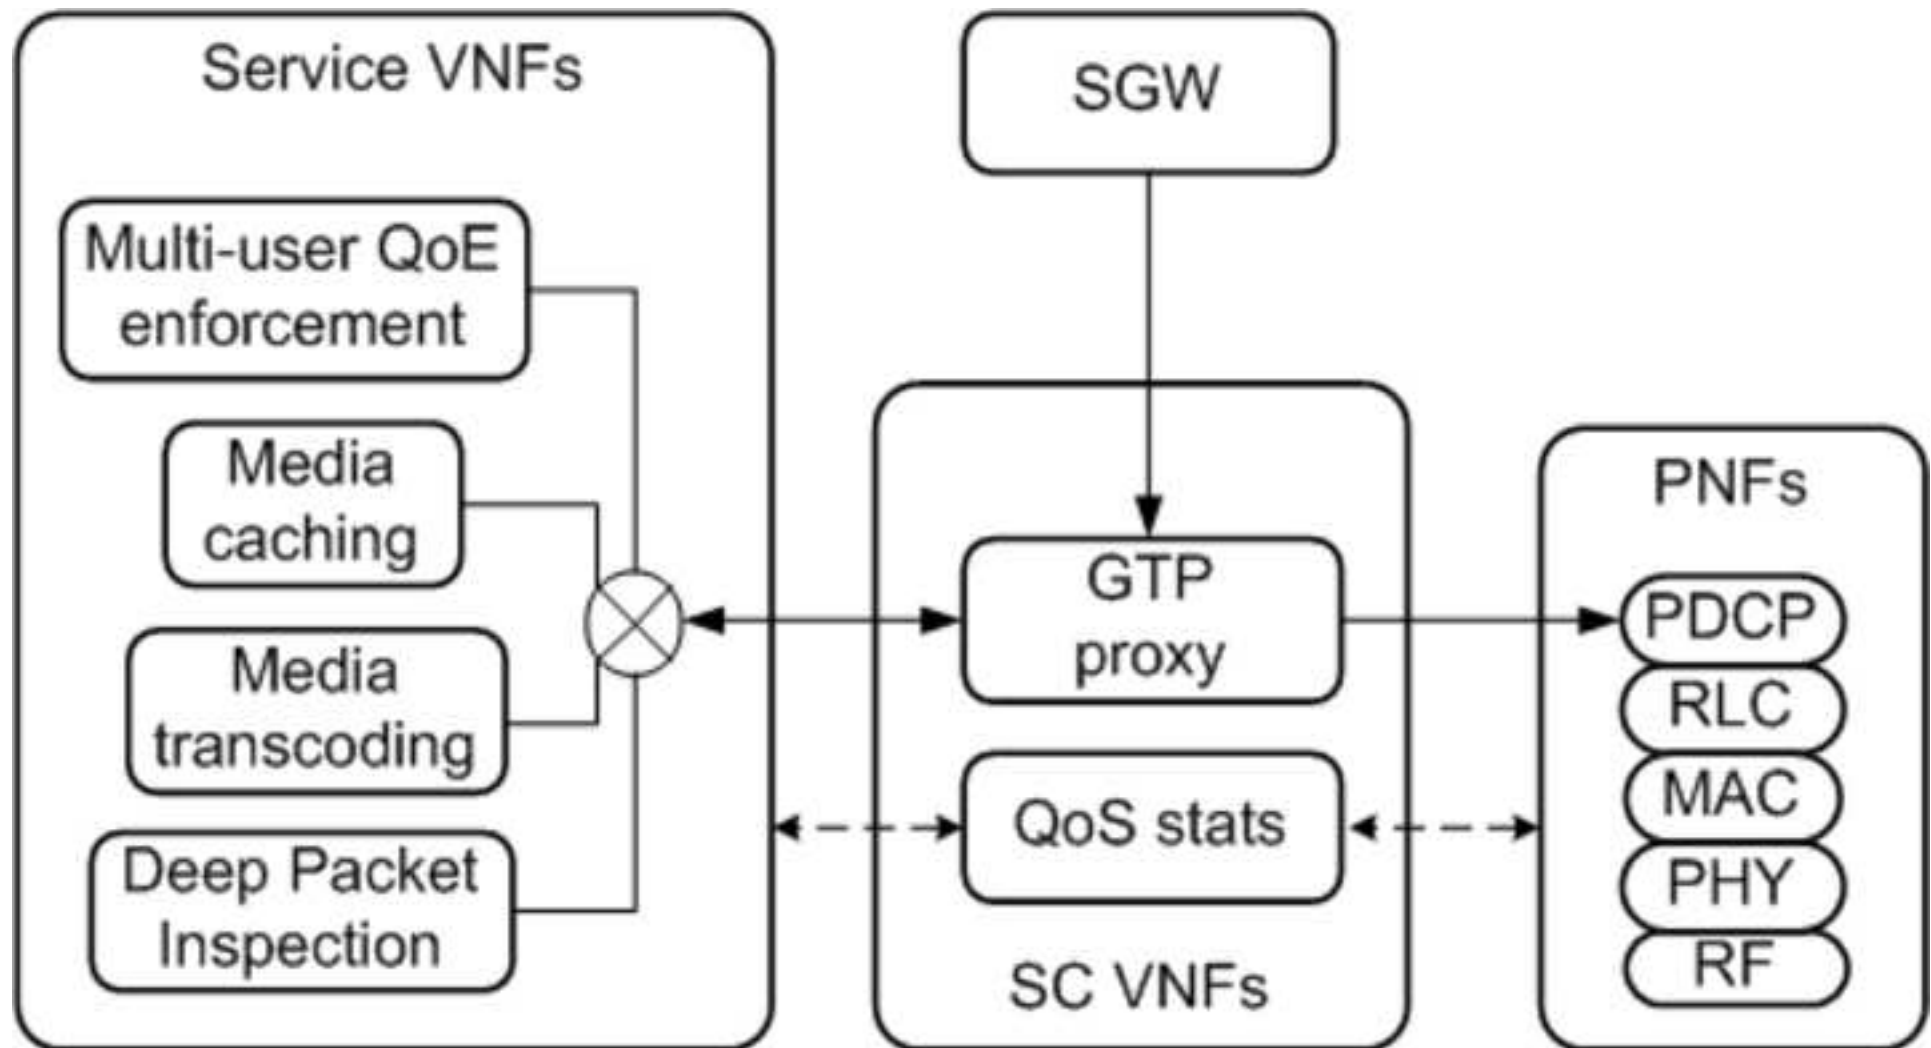 Service VNFs
Multi-user QoE
enforcement
Media
caching
Media
transcoding
Deep Packet
Inspection
SGW
GTP
proxy
QoS stats
SC VNFs
PNFs
PDCP
RLC
MAC
PHY
RF